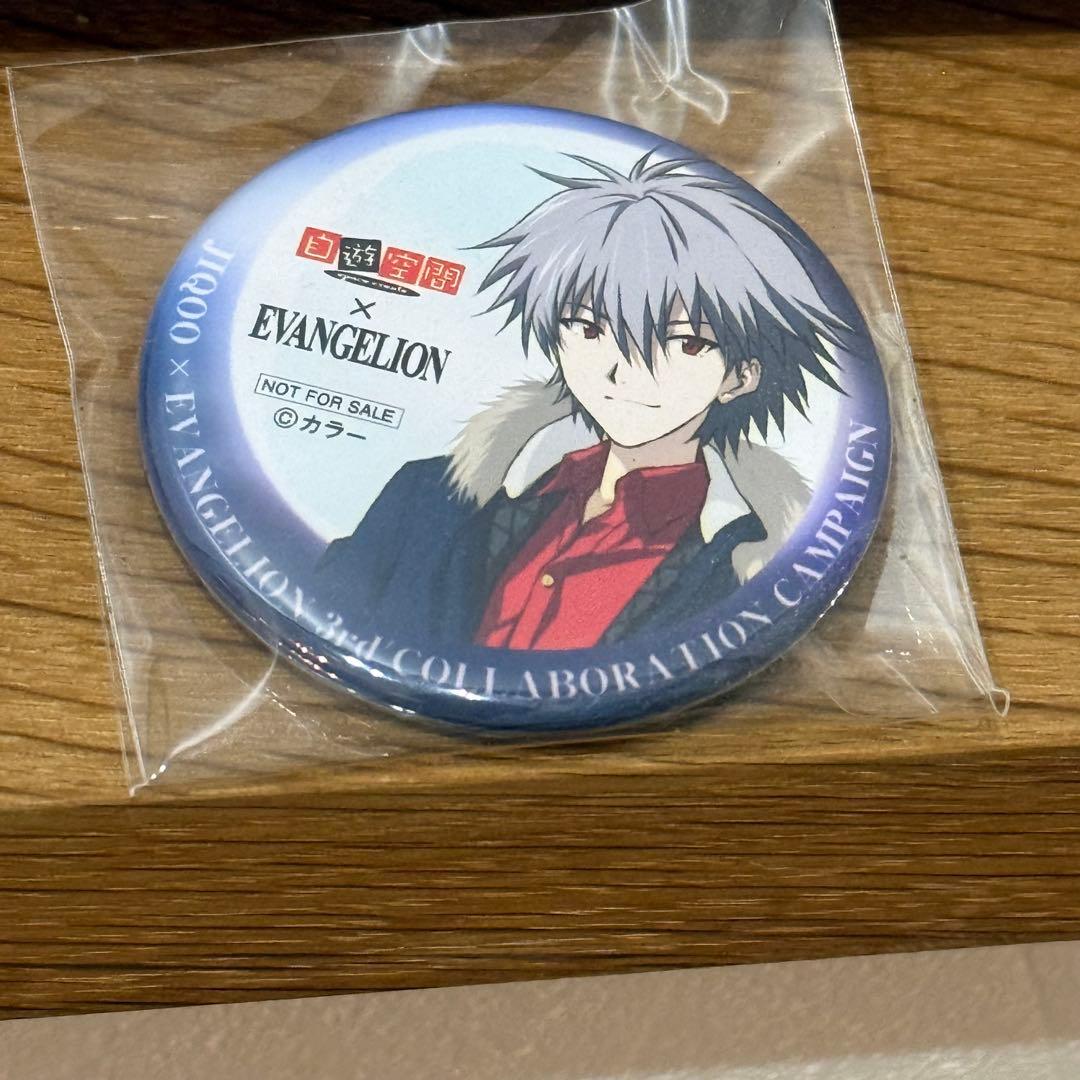 自遊空間
×
EVANGELION
NOT FOR SALE
©カラー
JIQOO × EVANGELION 3rd COLLABORATION CAMPAIGN